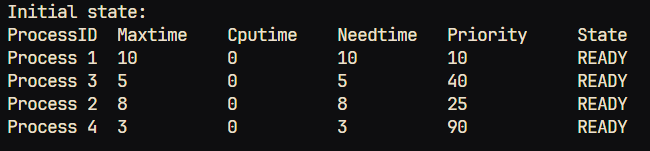 Initial state:
ProcessID Maxtime Cputime Needtime Priority State
Process 1 10 0 10 10 READY
Process 3 5 0 5 40 READY
Process 2 8 0 8 25 READY
Process 4 3 0 3 90 READY